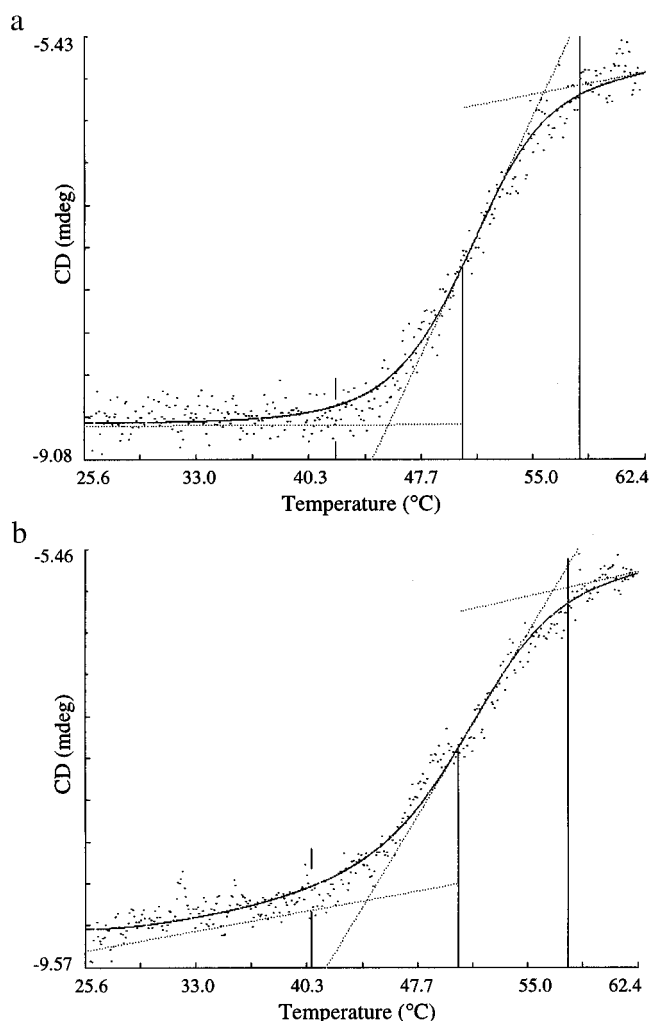 a
-5.43
CD (mdeg)
-9.08
25.6 33.0 40.3 47.7 55.0 62.4
Temperature (°C)
b
-5.46
CD (mdeg)
-9.57
25.6 33.0 40.3 47.7 55.0 62.4
Temperature (°C)